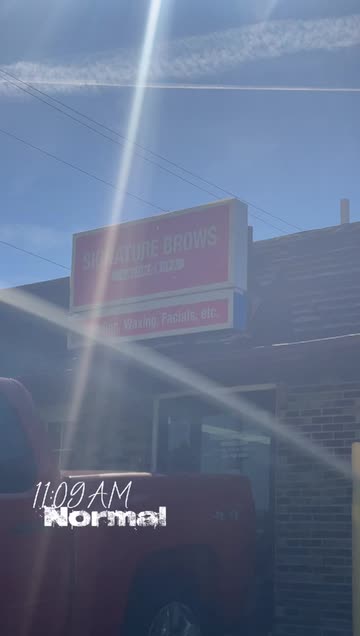 SIGNATURE BROWS
Waxing, Facials, etc.
11:09 AM
Normal